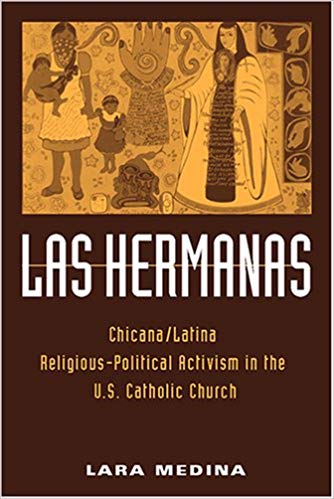 LAS HERMANAS
Chicana/Latina
Religious-Political Activism in the
U.S. Catholic Church
LARA MEDINA